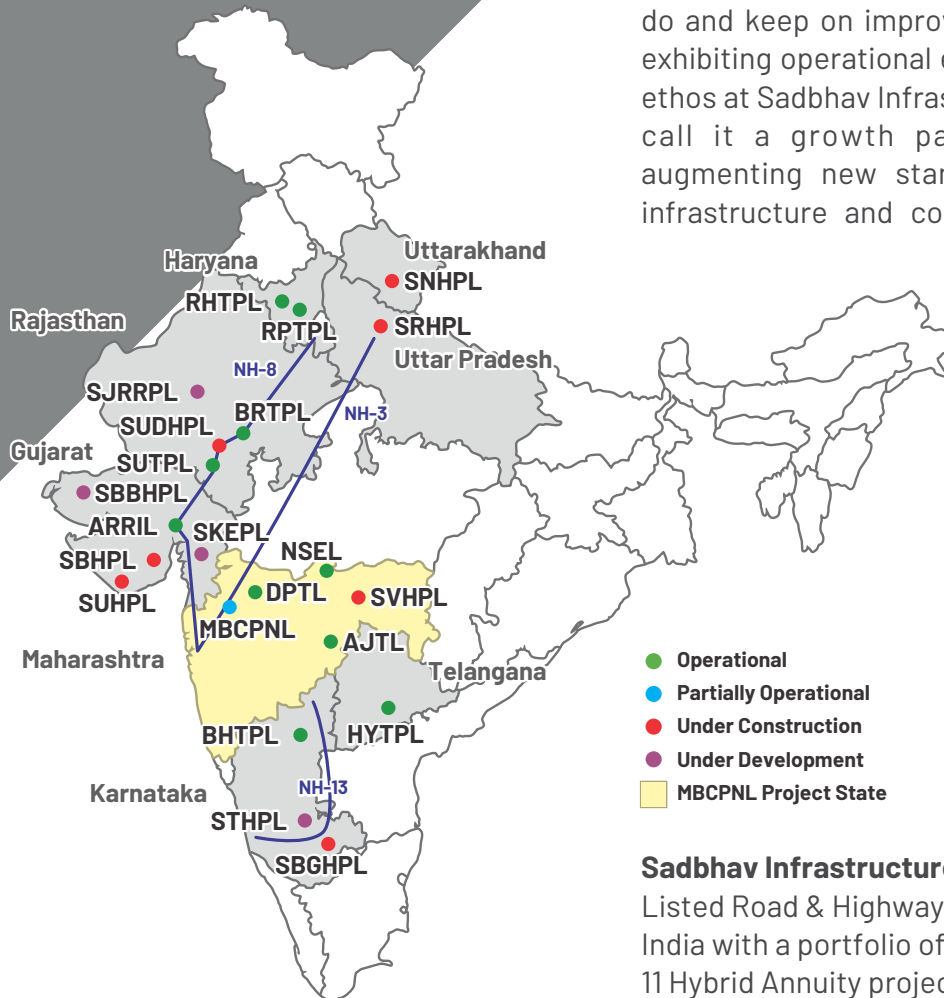 do and keep on improv
exhibiting operational e
ethos at Sadbhav Infras
call it a growth pa
augmenting new star
infrastructure and co
Uttarakhand
Haryana
SNHPL
RHTPL
Rajasthan
RPTPL
SRHPL
Uttar Pradesh
NH-8
SJRRPL
BRTPL
NH-3
SUDHPL
Gujarat
SUTPL
SBBHPL
ARRIL
SKEPL
NSEL
SBHPL
DPTL
SVHPL
SUHPL
MBCPNL
AJTL
Maharashtra
Telangana
BHTPL
HYTPL
NH-13
Karnataka
STHPL
SBGHPL
Operational
Partially Operational
Under Construction
Under Development
MBCPNL Project State
Sadbhav Infrastructure
Listed Road & Highway
India with a portfolio of
11 Hybrid Annuity projec